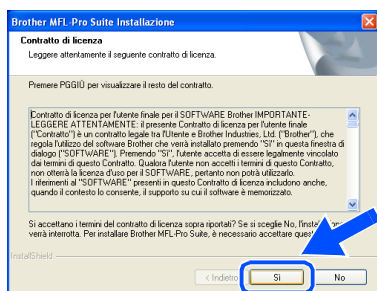 Brother MFL-Pro Suite Installazione
Contratto di licenza
Leggere attentamente il seguente contratto di licenza.
Premere PGGIÙ per visualizzare il resto del contratto.
Contratto di licenza per l'utente finale per il SOFTWARE Brother IMPORTANTE-
LEGGERE ATTENTAMENTE: il presente Contratto di licenza per l'utente finale
("Contratto") è un contratto legale tra l'Utente e Brother Industries, Ltd. ("Brother"), che
regola l'utilizzo del software Brother che verrà installato premendo "Sì" in questa finestra di
dialogo ("SOFTWARE"). Premendo "Sì", l'utente accetta di essere legalmente vincolato
dai termini di questo Contratto. Qualora l'utente non accetti i termini di questo Contratto,
non otterrà la licenza d'uso per il SOFTWARE, pertanto non potrà utilizzarlo.
I riferimenti al "SOFTWARE" presenti in questo Contratto di licenza includono anche,
quando il contesto lo consente, il supporto su cui il software è memorizzato.
Si accettano i termini del contratto di licenza sopra riportati? Se si sceglie No,
verrà interrotta. Per installare Brother MFL-Pro Suite, è necessario accettare
InstallShield
< Indietro
Sì
No